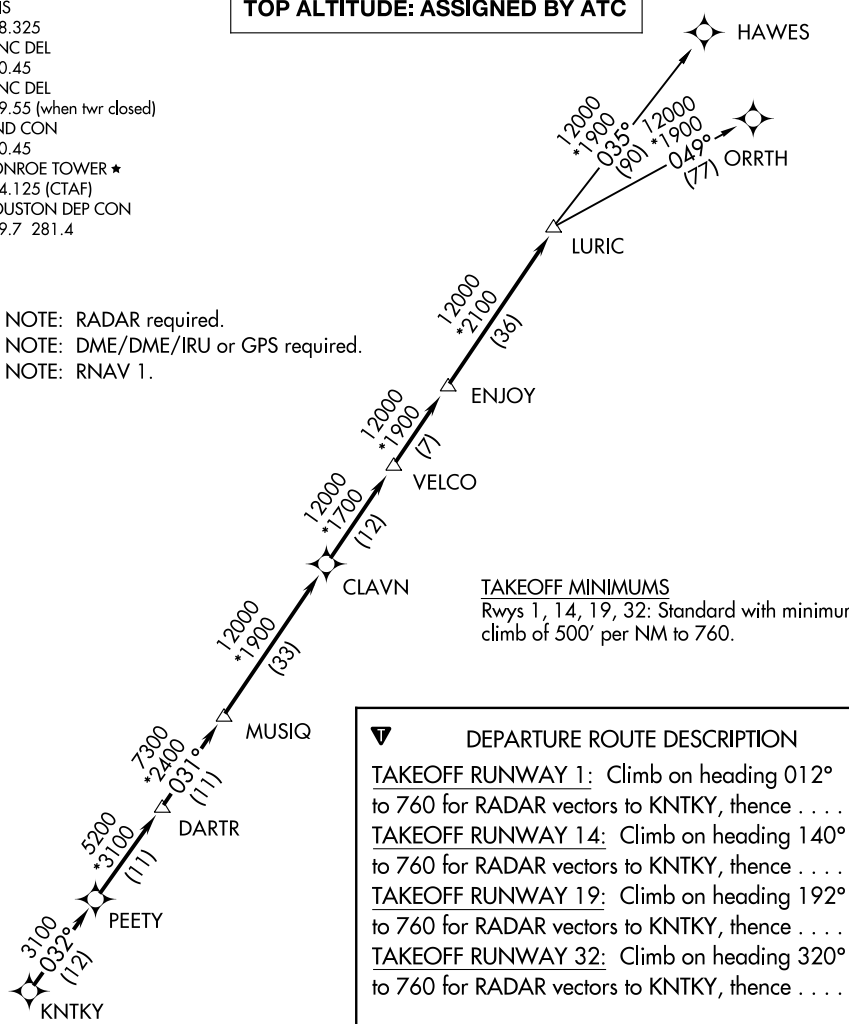 TOP ALTITUDE: ASSIGNED BY ATC
8.325
NC DEL
0.45
NC DEL
9.55 (when twr closed)
ND CON
0.45
ONROE TOWER ★
4.125 (CTAF)
OUSTON DEP CON
9.7 281.4
NOTE: RADAR required.
NOTE: DME/DME/IRU or GPS required.
NOTE: RNAV 1.
HAWES
12000
*1900
035°
(90)
12000
*1900
049°
(77)
ORRTH
LURIC
12000
*2100
(36)
ENJOY
12000
*1900
(7)
VELCO
12000
*1700
(12)
CLAVN
12000
*1900
(33)
MUSIQ
7300
*2400
031°
(11)
DARTR
5200
*3100
(11)
PEETY
3100
032°
(12)
KNTKY
TAKEOFF MINIMUMS
Rwys 1, 14, 19, 32: Standard with minimum
climb of 500' per NM to 760.
T
DEPARTURE ROUTE DESCRIPTION
TAKEOFF RUNWAY 1: Climb on heading 012°
to 760 for RADAR vectors to KNTKY, thence . . . .
TAKEOFF RUNWAY 14: Climb on heading 140°
to 760 for RADAR vectors to KNTKY, thence . . . .
TAKEOFF RUNWAY 19: Climb on heading 192°
to 760 for RADAR vectors to KNTKY, thence . . . .
TAKEOFF RUNWAY 32: Climb on heading 320°
to 760 for RADAR vectors to KNTKY, thence . . . .